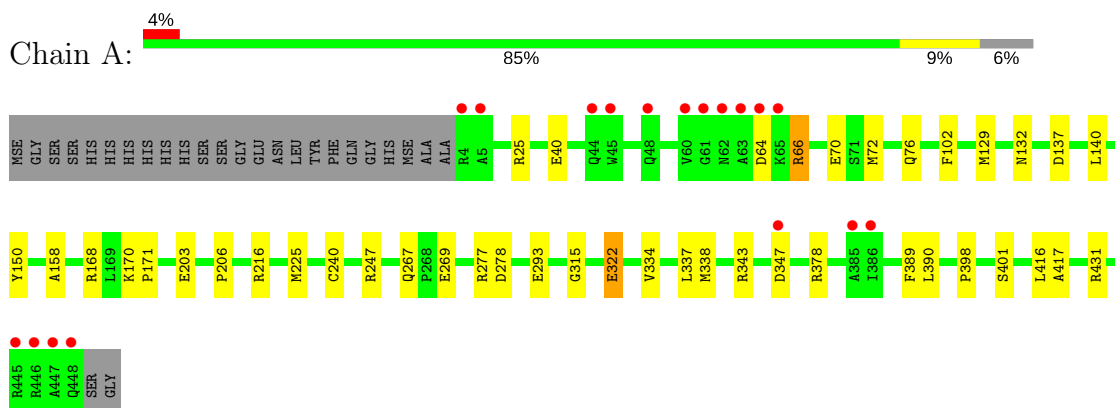 4%
Chain A:
85% 9% 6%
MSE GLY SER SER HIS HIS HIS HIS HIS HIS SER SER GLY GLU ASN LEU TYR PHE GLN GLY HIS MSE ALA ALA R4 A5 R25 E40 Q44 W45 Q48 V60 G61 N62 A63 D64 K65 R66 E70 S71 M72 Q76 F102 M129 N132 D137 L140
Y150 A158 R168 L169 K170 P171 E203 P206 R216 M225 C240 R247 Q267 P268 E269 R277 D278 E293 G315 E322 V334 L337 M338 R343 D347 R378 A385 I386 F389 L390 P398 S401 L416 A417 R431
R445 R446 A447 Q448 SER GLY